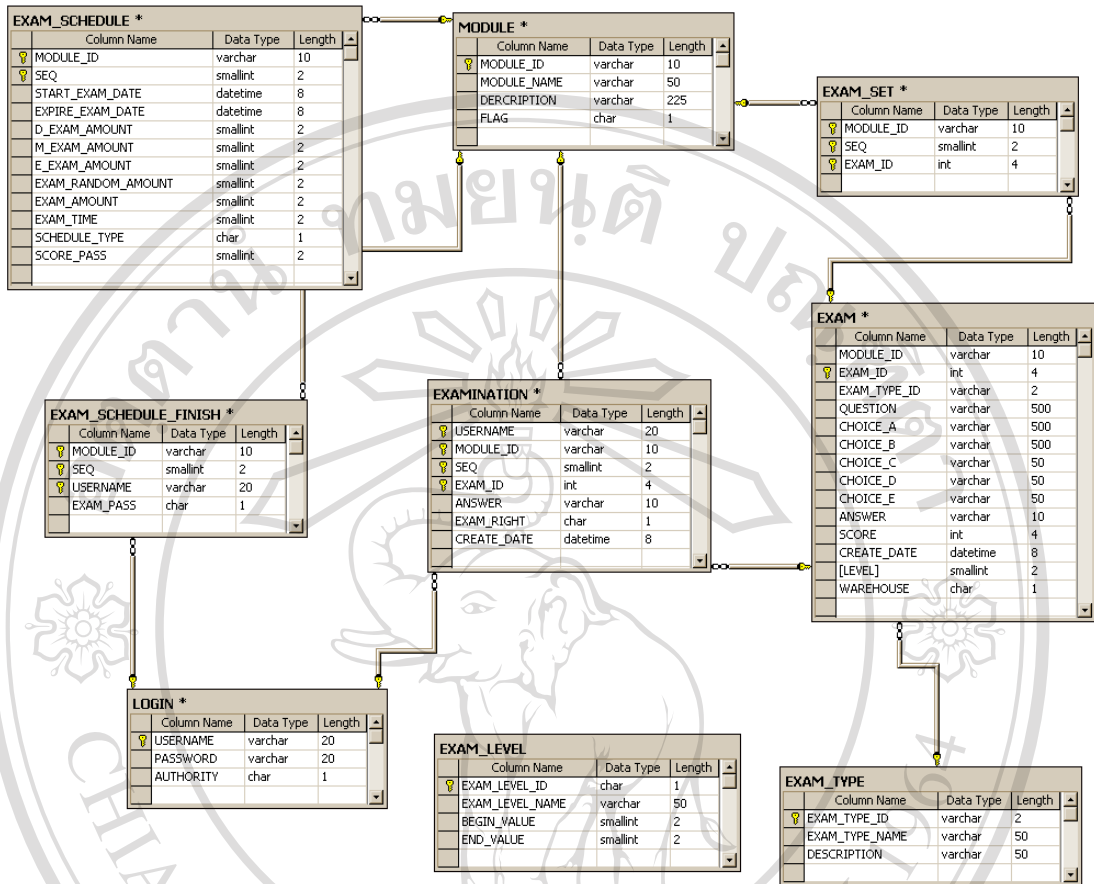 EXAM_SCHEDULE *
Column Name Data Type Length
MODULE_ID varchar 10
SEQ smallint 2
START_EXAM_DATE datetime 8
EXPIRE_EXAM_DATE datetime 8
D_EXAM_AMOUNT smallint 2
M_EXAM_AMOUNT smallint 2
E_EXAM_AMOUNT smallint 2
EXAM_RANDOM_AMOUNT smallint 2
EXAM_AMOUNT smallint 2
EXAM_TIME smallint 2
SCHEDULE_TYPE char 1
SCORE_PASS smallint 2
MODULE *
Column Name Data Type Length
MODULE_ID varchar 10
MODULE_NAME varchar 50
DERCRIPTION varchar 225
FLAG char 1
EXAM_SET *
Column Name Data Type Length
MODULE_ID varchar 10
SEQ smallint 2
EXAM_ID int 4
EXAM *
Column Name Data Type Length
MODULE_ID varchar 10
EXAM_ID int 4
EXAM_TYPE_ID varchar 2
QUESTION varchar 500
CHOICE_A varchar 500
CHOICE_B varchar 500
CHOICE_C varchar 50
CHOICE_D varchar 50
CHOICE_E varchar 50
ANSWER varchar 10
SCORE int 4
CREATE_DATE datetime 8
[LEVEL] smallint 2
WAREHOUSE char 1
EXAMINATION *
Column Name Data Type Length
USERNAME varchar 20
MODULE_ID varchar 10
SEQ smallint 2
EXAM_ID int 4
ANSWER varchar 10
EXAM_RIGHT char 1
CREATE_DATE datetime 8
EXAM_SCHEDULE_FINISH *
Column Name Data Type Length
MODULE_ID varchar 10
SEQ smallint 2
USERNAME varchar 20
EXAM_PASS char 1
LOGIN *
Column Name Data Type Length
USERNAME varchar 20
PASSWORD varchar 20
AUTHORITY char 1
EXAM_LEVEL
Column Name Data Type Length
EXAM_LEVEL_ID char 1
EXAM_LEVEL_NAME varchar 50
BEGIN_VALUE smallint 2
END_VALUE smallint 2
EXAM_TYPE
Column Name Data Type Length
EXAM_TYPE_ID varchar 2
EXAM_TYPE_NAME varchar 50
DESCRIPTION varchar 50
ทมยนฺติ
1964